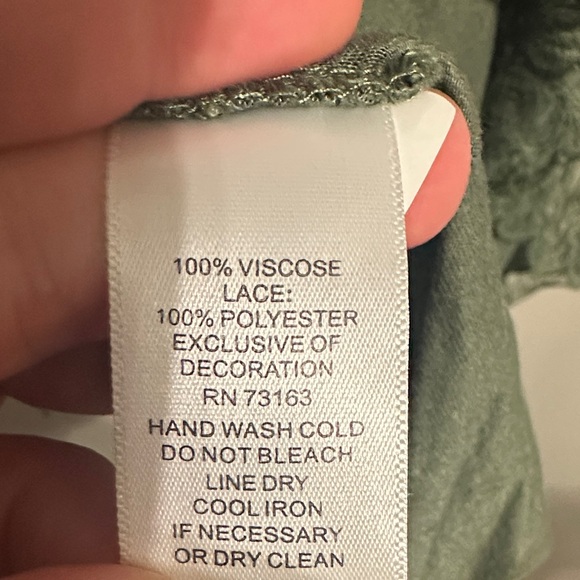 100% VISCOSE
LACE:
100% POLYESTER
EXCLUSIVE OF
DECORATION
RN 73163
HAND WASH COLD
DO NOT BLEACH
LINE DRY
COOL IRON
IF NECESSARY
OR DRY CLEAN